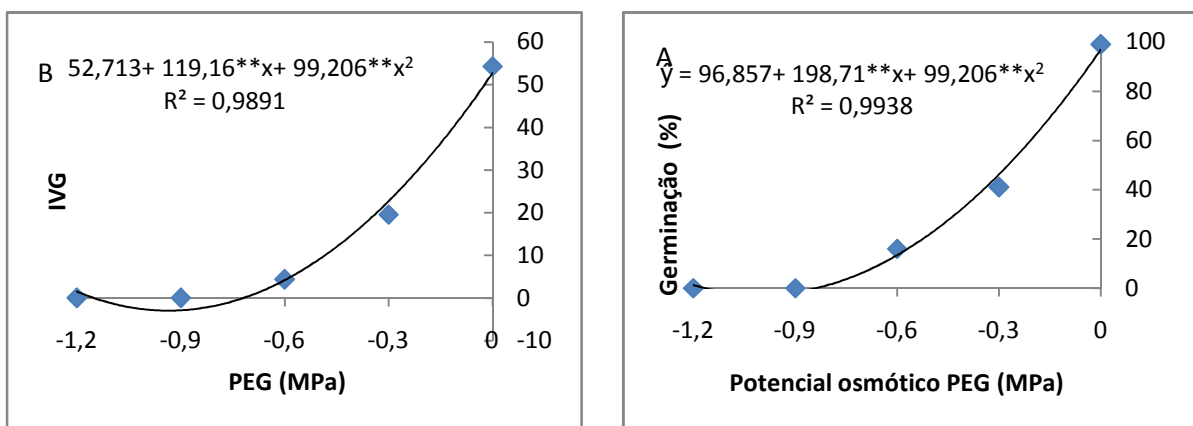 B 52,713+ 119,16**x+ 99,206**x²
R² = 0,9891
IVG
60
50
40
30
20
10
0
-10
-1,2 -0,9 -0,6 -0,3 0
PEG (MPa)
A
ŷ = 96,857+ 198,71**x+ 99,206**x²
R² = 0,9938
Germinação (%)
100
80
60
40
20
0
-1,2 -0,9 -0,6 -0,3 0
Potencial osmótico PEG (MPa)